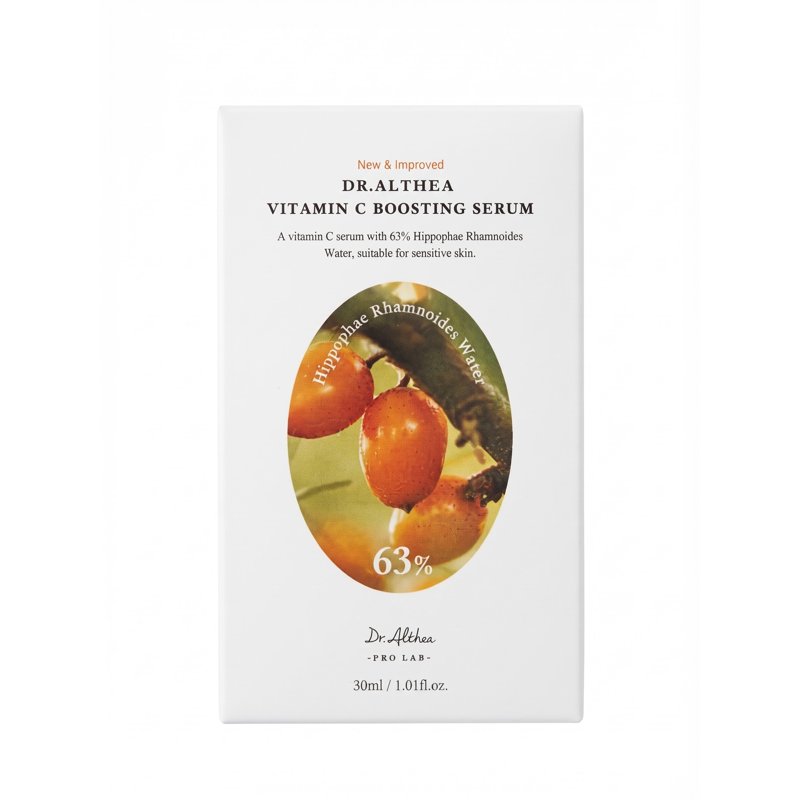 New & Improved
DR.ALTHEA
VITAMIN C BOOSTING SERUM
A vitamin C serum with 63% Hippophae Rhamnoides
Water, suitable for sensitive skin.
Hippophae Rhamnoides Water
63%
Dr. Althea
-PRO LAB-
30ml / 1.01fl.oz.